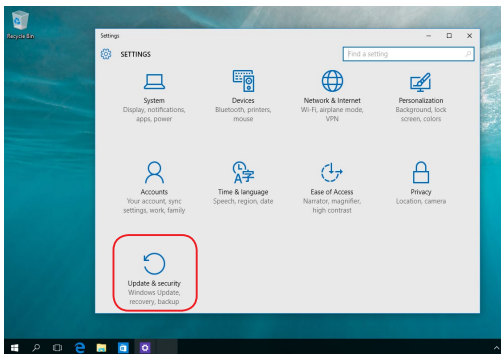 Recycle Bin
Settings
SETTINGS
Find a setting
System
Display, notifications,
apps, power
Devices
Bluetooth, printers,
mouse
Network & Internet
Wi-Fi, airplane mode,
VPN
Personalization
Background, lock
screen, colors
Accounts
Your account, sync
settings, work, family
Time & language
Speech, region, date
Ease of Access
Narrator, magnifier,
high contrast
Privacy
Location, camera
Update & security
Windows Update,
recovery, backup